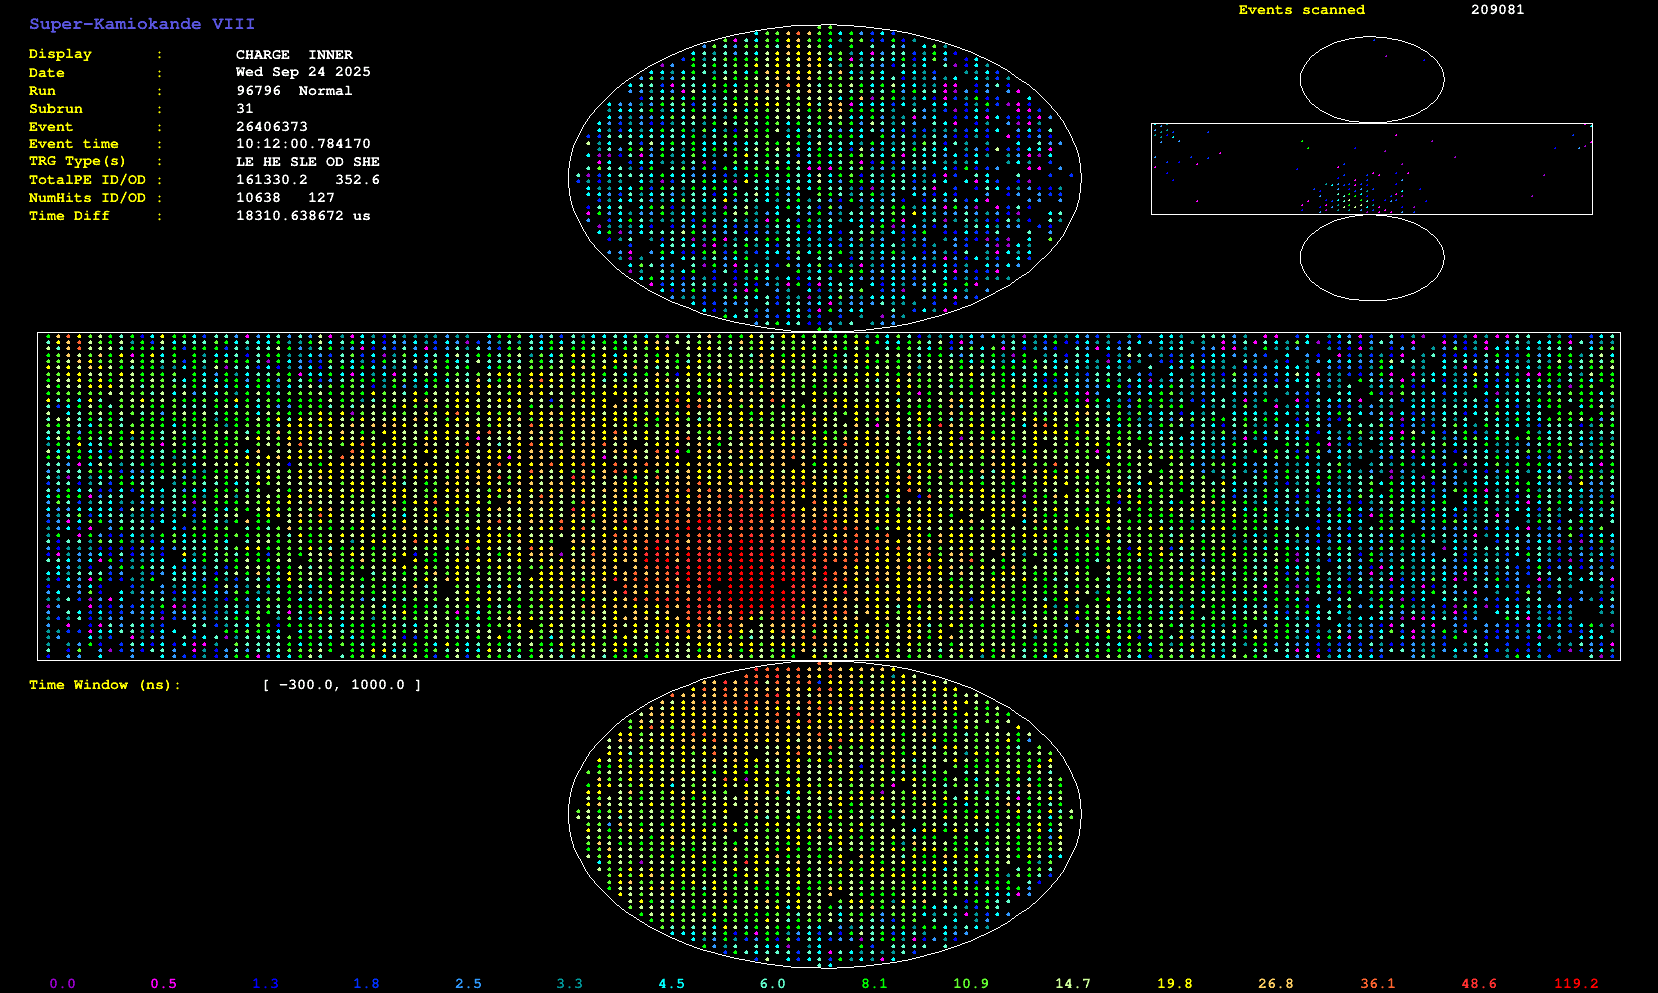 Super-Kamiokande VIII
Events scanned 209081
Display : CHARGE INNER
Date : Wed Sep 24 2025
Run : 96796 Normal
Subrun : 31
Event : 26406373
Event time : 10:12:00.784170
TRG Type(s) : LE HE SLE OD SHE
TotalPE ID/OD : 161330.2 352.6
NumHits ID/OD : 10638 127
Time Diff : 18310.638672 us
Time Window (ns): [ -300.0, 1000.0 ]
0.0 0.5 1.3 1.8 2.5 3.3 4.5 6.0 8.1 10.9 14.7 19.8 26.8 36.1 48.6 119.2